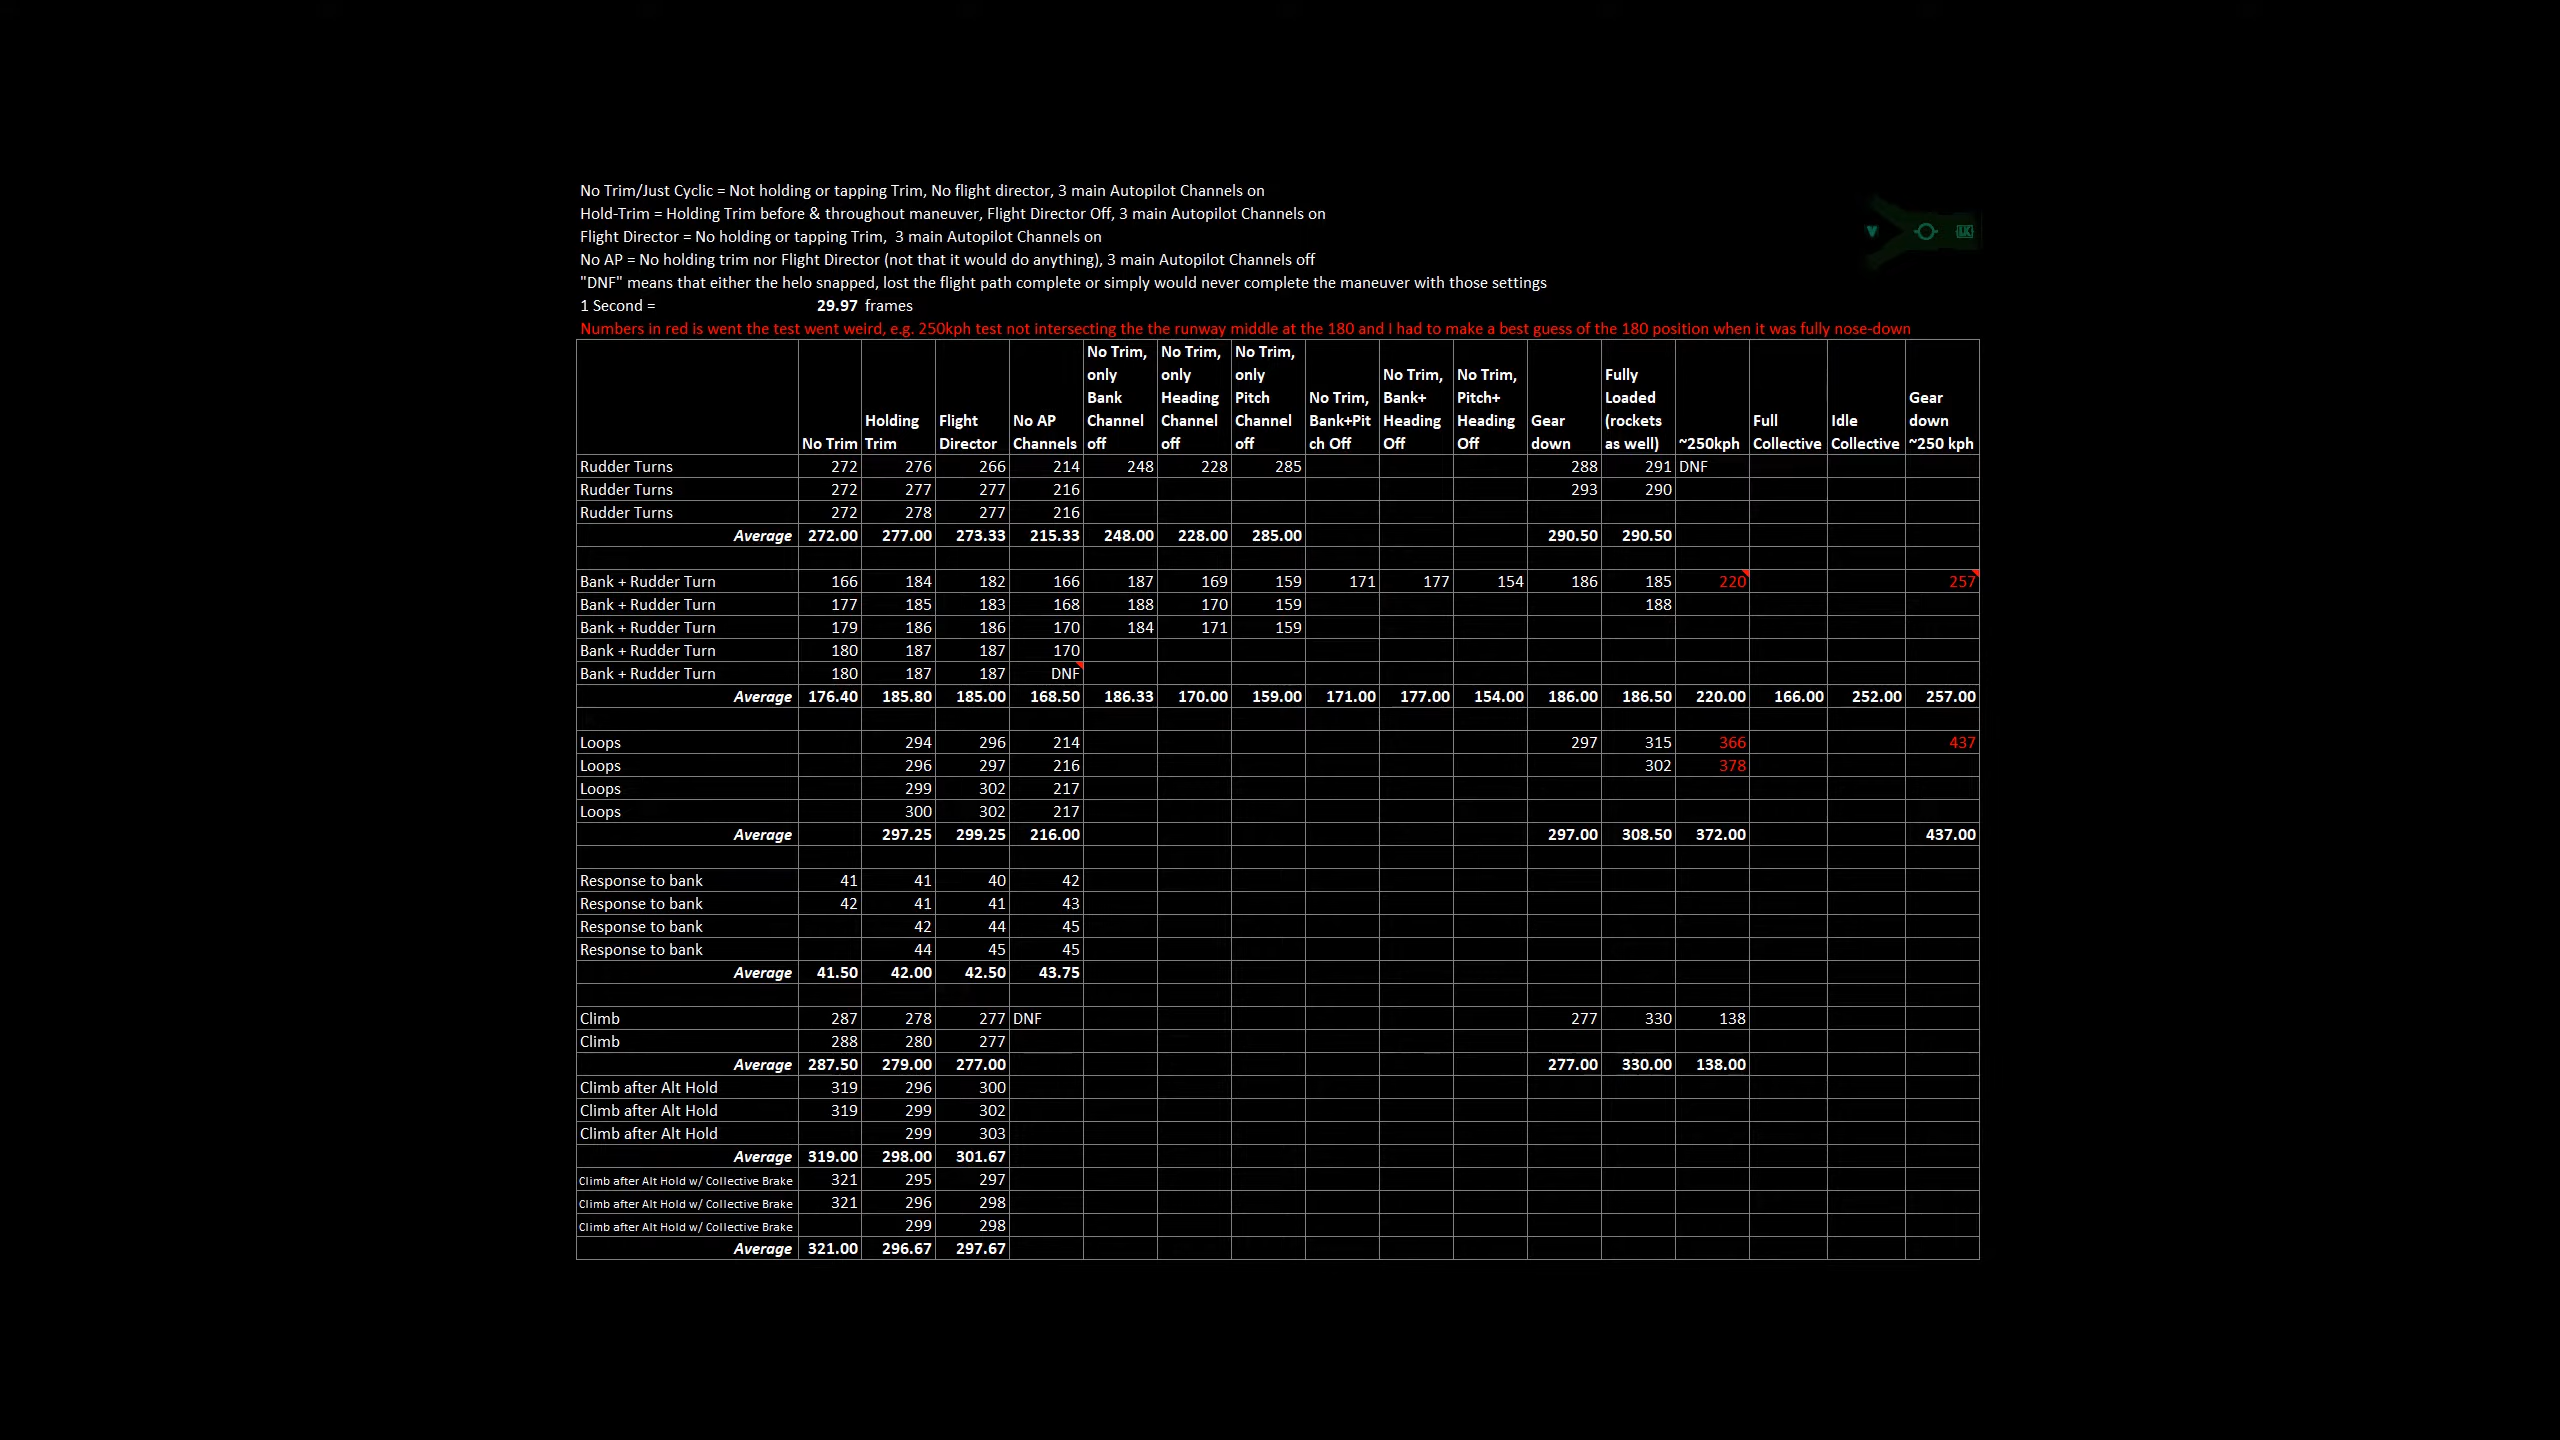 No Trim/Just Cyclic = Not holding or tapping Trim, No flight director, 3 main Autopilot Channels on
Hold-Trim = Holding Trim before & throughout maneuver, Flight Director Off, 3 main Autopilot Channels on
Flight Director = No holding or tapping Trim, 3 main Autopilot Channels on
No AP = No holding trim nor Flight Director (not that it would do anything), 3 main Autopilot Channels off
"DNF" means that either the helo snapped, lost the flight path complete or simply would never complete the maneuver with those settings
1 Second = 29.97 frames
Numbers in red is went the test went weird, e.g. 250kph test not intersecting the the runway middle at the 180 and I had to make a best guess of the 180 position when it was fully nose-down
No Trim, No Trim, No Trim,
only only only Fully
Bank Heading Pitch No Trim, No Trim, Loaded Gear
Holding Flight No AP Channel Channel Channel No Trim, Bank+ Pitch+ Gear (rockets Full Idle down
No Trim Trim Director Channels off off off Bank+Pit ch Off Heading Off Heading Off down as well) ~250kph Collective Collective ~250 kph
Rudder Turns 272 276 266 214 248 228 285 288 291 DNF
Rudder Turns 272 277 277 216 293 290
Rudder Turns 272 278 277 216
Average 272.00 277.00 273.33 215.33 248.00 228.00 285.00 290.50 290.50
Bank + Rudder Turn 166 184 182 166 187 169 159 171 177 154 186 185 220 257
Bank + Rudder Turn 177 185 183 168 188 170 159 188
Bank + Rudder Turn 179 186 186 170 184 171 159
Bank + Rudder Turn 180 187 187 170
Bank + Rudder Turn 180 187 187 DNF
Average 176.40 185.80 185.00 168.50 186.33 170.00 159.00 171.00 177.00 154.00 186.00 186.50 220.00 166.00 252.00 257.00
Loops 294 296 214 297 315 366 437
Loops 296 297 216 302 378
Loops 299 302 217
Loops 300 302 217
Average 297.25 299.25 216.00 297.00 308.50 372.00 437.00
Response to bank 41 41 40 42
Response to bank 42 41 41 43
Response to bank 42 44 45
Response to bank 44 45 45
Average 41.50 42.00 42.50 43.75
Climb 287 278 277 DNF 277 330 138
Climb 288 280 277
Average 287.50 279.00 277.00 277.00 330.00 138.00
Climb after Alt Hold 319 296 300
Climb after Alt Hold 319 299 302
Climb after Alt Hold 299 303
Average 319.00 298.00 301.67
Climb after Alt Hold w/ Collective Brake 321 295 297
Climb after Alt Hold w/ Collective Brake 321 296 298
Climb after Alt Hold w/ Collective Brake 299 298
Average 321.00 296.67 297.67